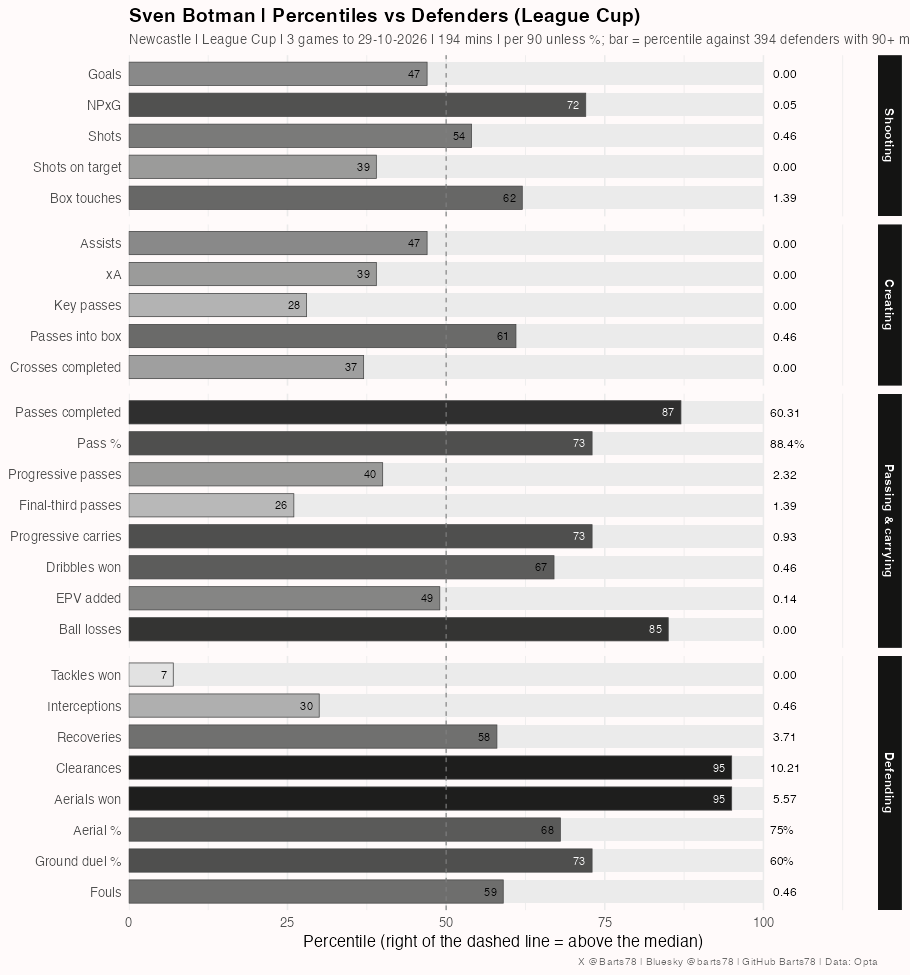 Sven Botman | Percentiles vs Defenders (League Cup)
Newcastle | League Cup | 3 games to 29-10-2026 | 194 mins | per 90 unless %; bar = percentile against 394 defenders with 90+ m
Goals 47 0.00
NPxG 72 0.05
Shots 54 0.46
Shots on target 39 0.00
Box touches 62 1.39
Shooting
Assists 47 0.00
xA 39 0.00
Key passes 28 0.00
Passes into box 61 0.46
Crosses completed 37 0.00
Creating
Passes completed 87 60.31
Pass % 73 88.4%
Progressive passes 40 2.32
Final-third passes 26 1.39
Progressive carries 73 0.93
Dribbles won 67 0.46
EPV added 49 0.14
Ball losses 85 0.00
Passing & carrying
Tackles won 7 0.00
Interceptions 30 0.46
Recoveries 58 3.71
Clearances 95 10.21
Aerials won 95 5.57
Aerial % 68 75%
Ground duel % 73 60%
Fouls 59 0.46
Defending
0 25 50 75 100
Percentile (right of the dashed line = above the median)
X @Barts78 | Bluesky @barts78 | GitHub Barts78 | Data: Opta